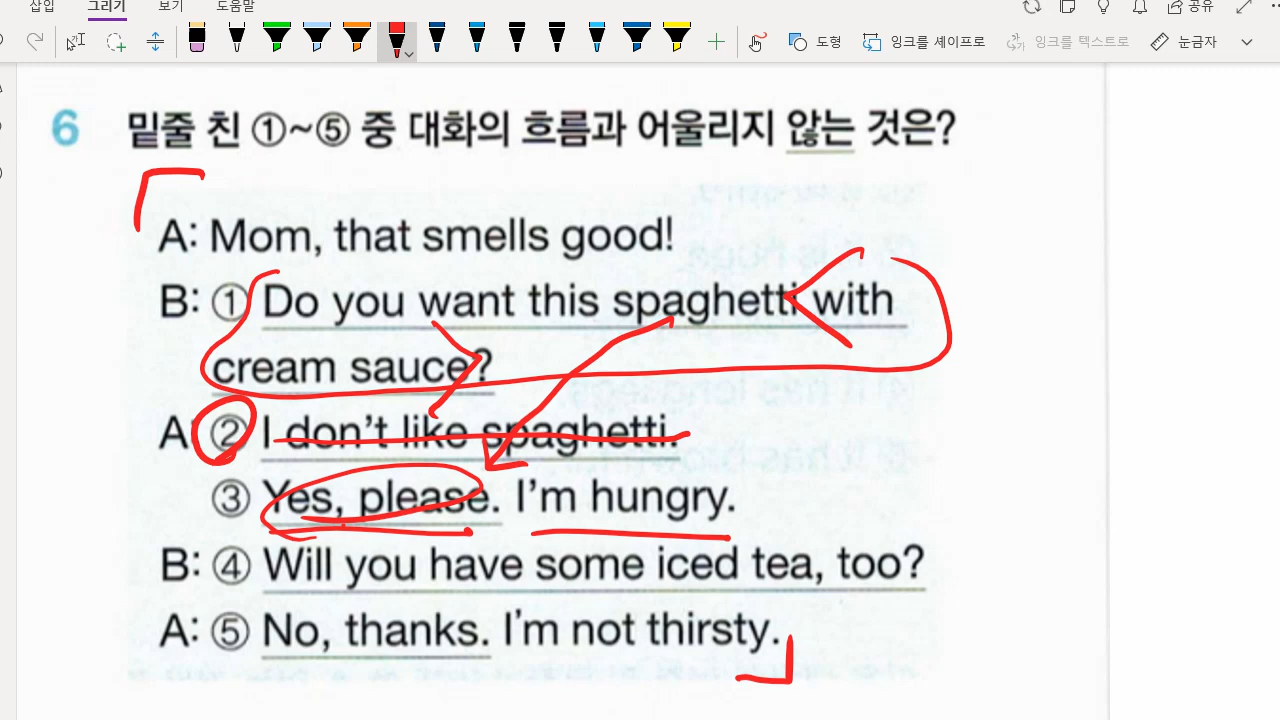 삽입 그리기 보기 도움말 공유
도형 잉크를 셰이프로 잉크를 텍스트로 눈금자
6 밑줄 친 ①~⑤ 중 대화의 흐름과 어울리지 않는 것은?
A: Mom, that smells good!
B: ① Do you want this spaghetti with
cream sauce?
A: ② I don't like spaghetti.
③ Yes, please. I'm hungry.
B: ④ Will you have some iced tea, too?
A: ⑤ No, thanks. I'm not thirsty.